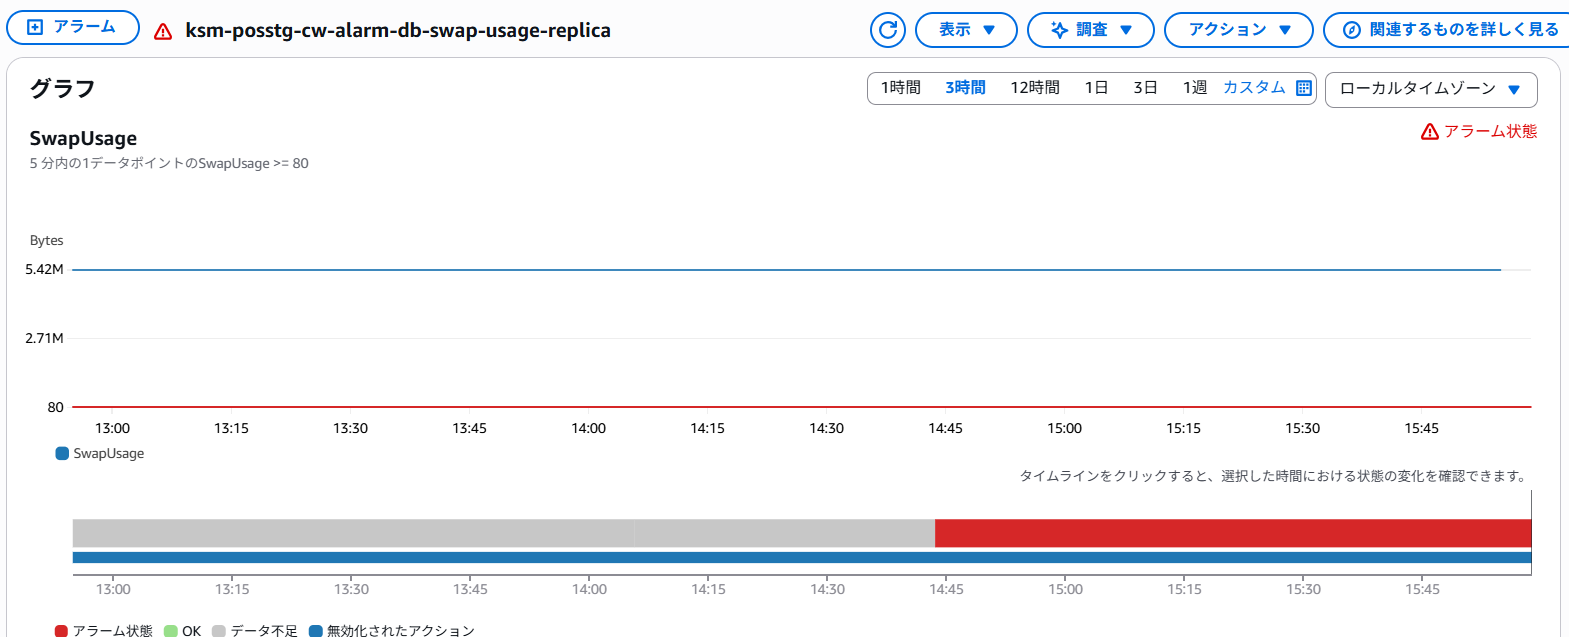 アラーム
ksm-posstg-cw-alarm-db-swap-usage-replica
表示
調査
アクション
関連するものを詳しく見る
グラフ
1時間 3時間 12時間 1日 3日 1週 カスタム
ローカルタイムゾーン
SwapUsage
アラーム状態
5 分内の1データポイントのSwapUsage >= 80
Bytes
5.42M
2.71M
80
13:00 13:15 13:30 13:45 14:00 14:15 14:30 14:45 15:00 15:15 15:30 15:45
SwapUsage
タイムラインをクリックすると、選択した時間における状態の変化を確認できます。
13:00 13:15 13:30 13:45 14:00 14:15 14:30 14:45 15:00 15:15 15:30 15:45
アラーム状態 OK データ不足 無効化されたアクション